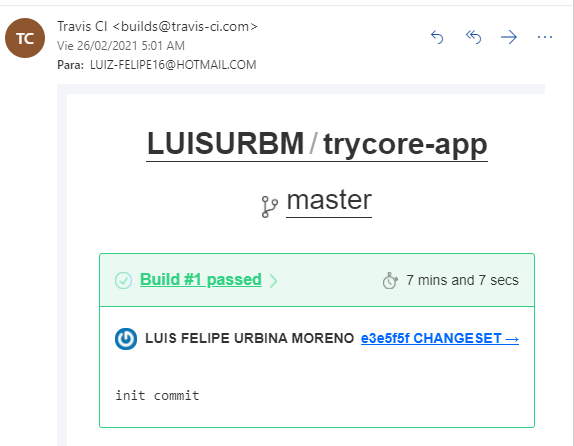 TC
Travis CI <builds@travis-ci.com>
Vie 26/02/2021 5:01 AM
Para: LUIZ-FELIPE16@HOTMAIL.COM
LUISURBM / trycore-app
master
Build #1 passed
7 mins and 7 secs
LUIS FELIPE URBINA MORENO e3e5f5f CHANGESET →
init commit